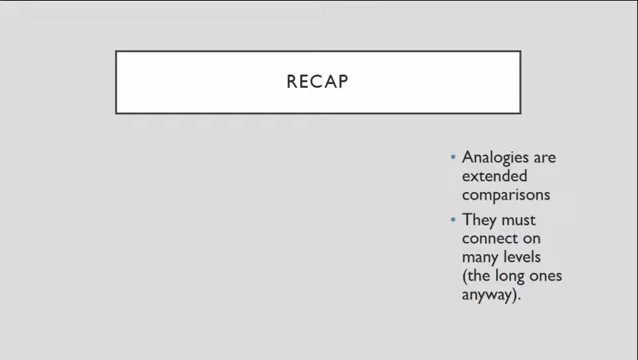 RECAP
• Analogies are
extended
comparisons
• They must
connect on
many levels
(the long ones
anyway).